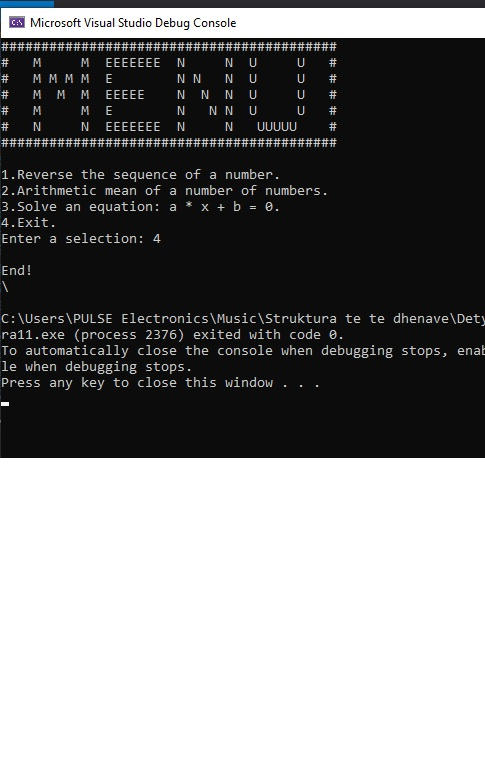 Microsoft Visual Studio Debug Console
##########################################
#   M     M  EEEEEEE  N     N  U     U   #
#   M M M M  E        N N   N  U     U   #
#   M  M  M  EEEEE    N  N  N  U     U   #
#   M     M  E        N   N N  U     U   #
#   N     N  EEEEEEE  N     N   UUUUU    #
##########################################
1.Reverse the sequence of a number.
2.Arithmetic mean of a number of numbers.
3.Solve an equation: a * x + b = 0.
4.Exit.
Enter a selection: 4
End!
\
C:\Users\PULSE Electronics\Music\Struktura te te dhenave\Dety
ra11.exe (process 2376) exited with code 0.
To automatically close the console when debugging stops, enab
le when debugging stops.
Press any key to close this window . . .